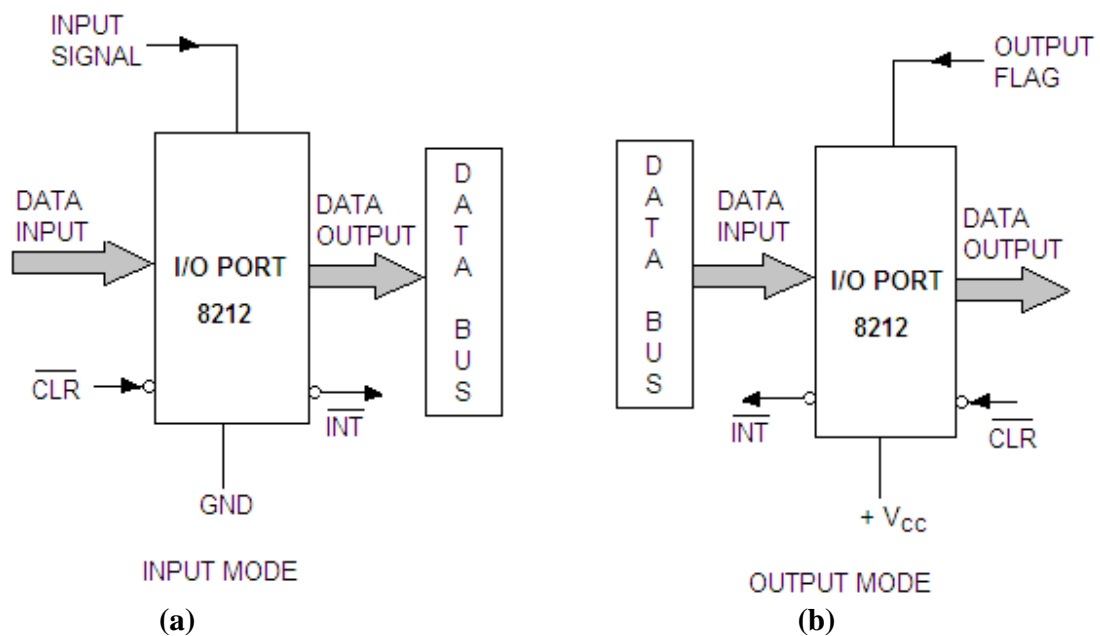 INPUT
SIGNAL
DATA
INPUT
I/O PORT
8212
DATA
OUTPUT
D
A
T
A
B
U
S
CLR
INT
GND
INPUT MODE
(a)
OUTPUT
FLAG
D
A
T
A
B
U
S
DATA
INPUT
I/O PORT
8212
DATA
OUTPUT
INT
CLR
+ VCC
OUTPUT MODE
(b)